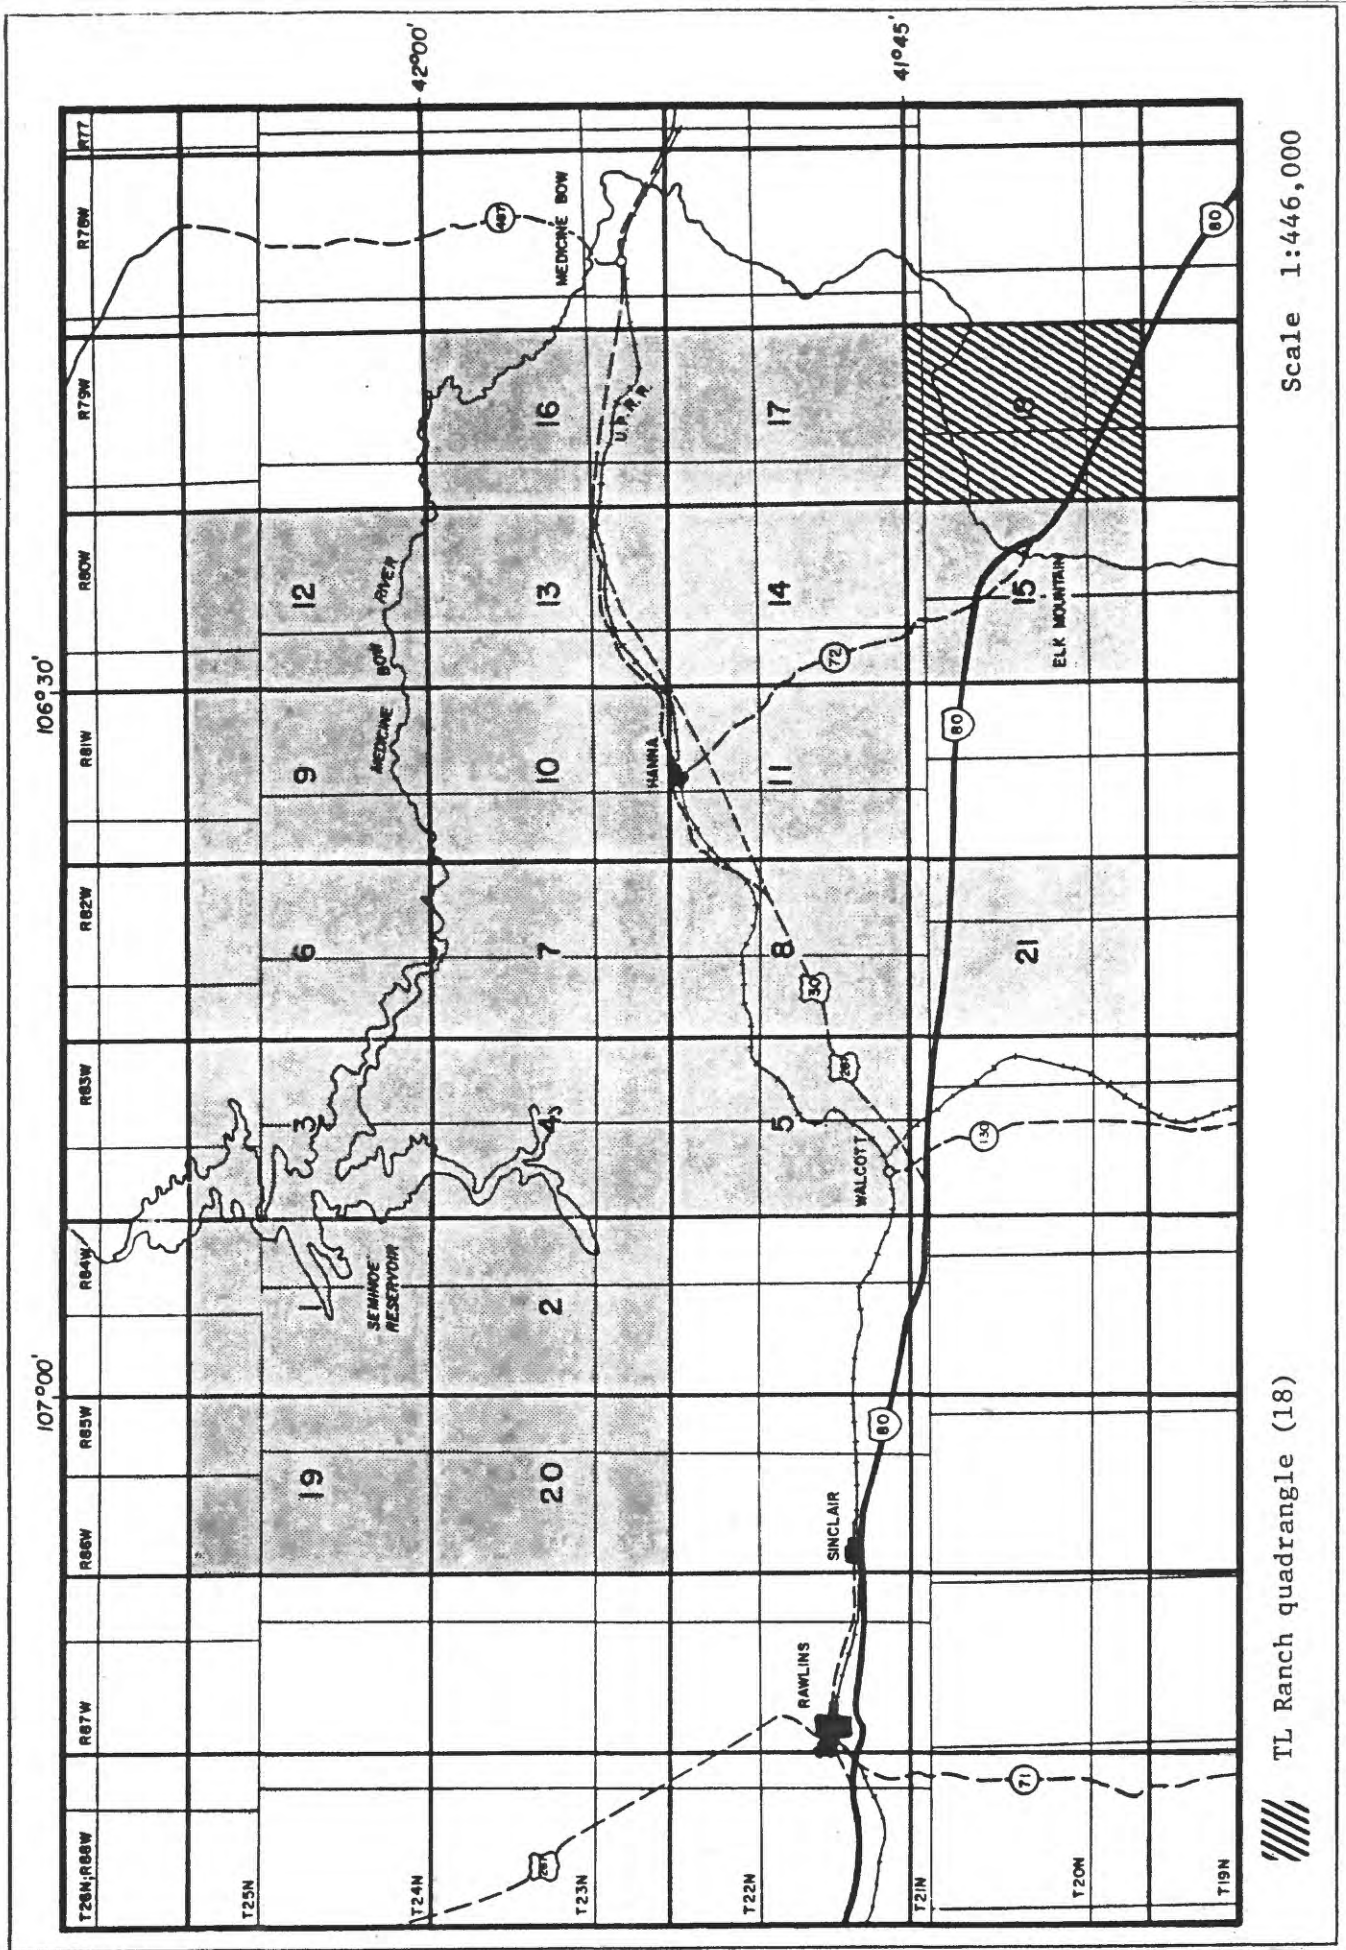 107°00'
106°30'
T26N;R88W
R87W
R86W
R85W
R84W
R83W
R82W
R81W
R80W
R79W
R78W
R77
T25N
19
1
SEMINOE
RESERVOIR
3
6
9
12
MEDICINE BOW RIVER
T24N
42°00'
287
20
2
4
7
10
13
16
487
MEDICINE BOW
T23N
U.P.R.R.
HANNA
T22N
RAWLINS
SINCLAIR
5
8
11
14
17
287
30
72
WALCOTT
80
T21N
41°45'
71
130
80
21
15
18
ELK MOUNTAIN
T20N
80
T19N
TL Ranch quadrangle (18)
Scale 1:446,000